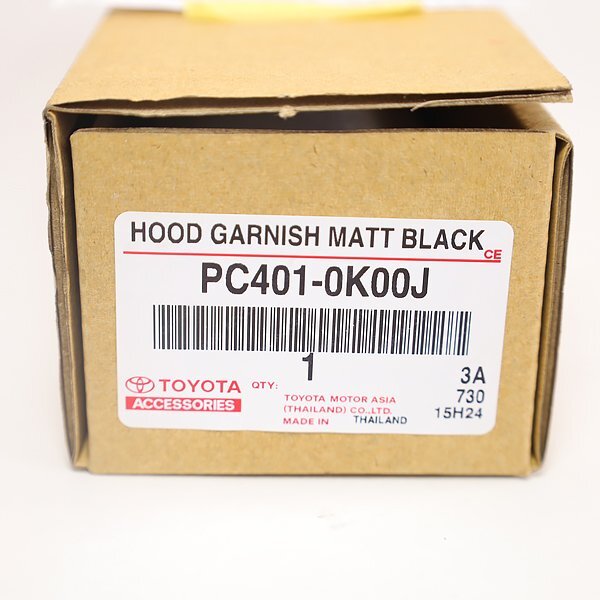 HOOD GARNISH MATT BLACK
CE
PC401-0K00J
1
3A
TOYOTA
QTY:
TOYOTA MOTOR ASIA
730
ACCESSORIES
(THAILAND) CO.,LTD.
15H24
MADE IN THAILAND